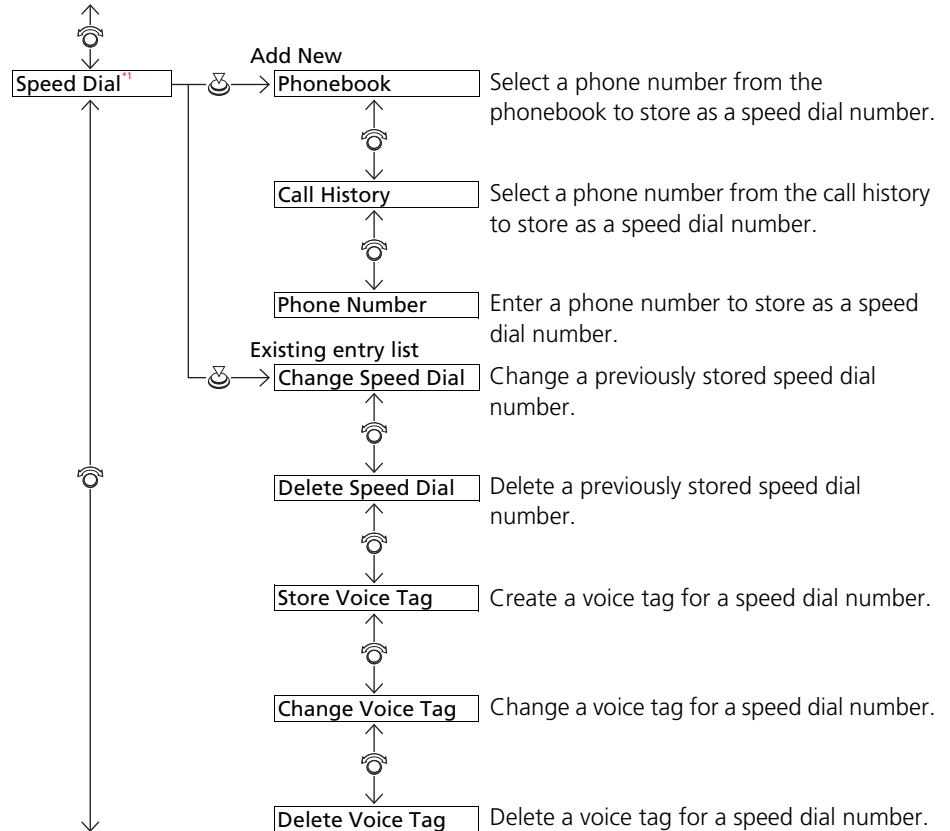 Add New
Speed Dial*1
Phonebook
Select a phone number from the
phonebook to store as a speed dial number.
Call History
Select a phone number from the call history
to store as a speed dial number.
Phone Number
Enter a phone number to store as a speed
dial number.
Existing entry list
Change Speed Dial
Change a previously stored speed dial
number.
Delete Speed Dial
Delete a previously stored speed dial
number.
Store Voice Tag
Create a voice tag for a speed dial number.
Change Voice Tag
Change a voice tag for a speed dial number.
Delete Voice Tag
Delete a voice tag for a speed dial number.